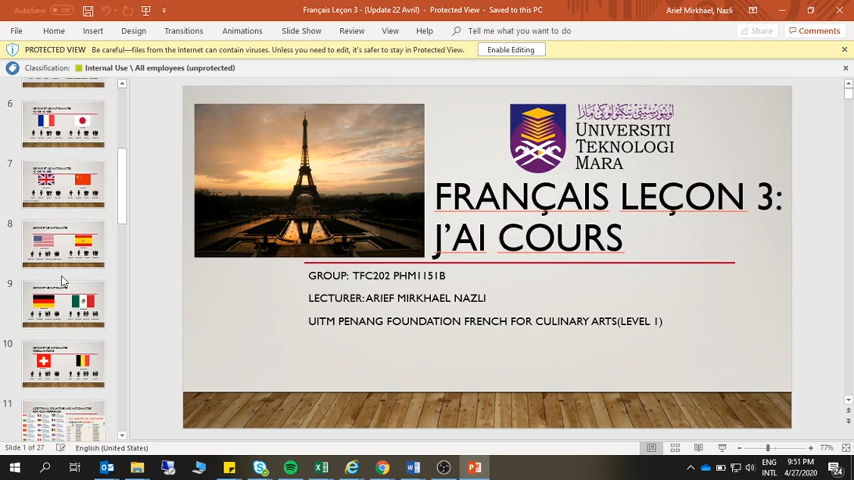 AutoSave Off
Français Leçon 3 - (Update 22 Avril) - Protected View - Saved to this PC
Arief Mirkhael, Nazli
File Home Insert Design Transitions Animations Slide Show Review View Help Tell me what you want to do Share Comments
PROTECTED VIEW Be careful—files from the Internet can contain viruses. Unless you need to edit, it's safer to stay in Protected View. Enable Editing
Classification: Internal Use \ All employees (unprotected)
6
7
8
9
10
11
اونيۏرسيتي تيكنولوݢي مارا
UNIVERSITI
TEKNOLOGI
MARA
FRANÇAIS LEÇON 3:
J'AI COURS
GROUP: TFC202 PHM1151B
LECTURER:ARIEF MIRKHAEL NAZLI
UITM PENANG FOUNDATION FRENCH FOR CULINARY ARTS(LEVEL 1)
Slide 1 of 27 English (United States) 77%
ENG 9:51 PM
INTL 4/27/2020 24